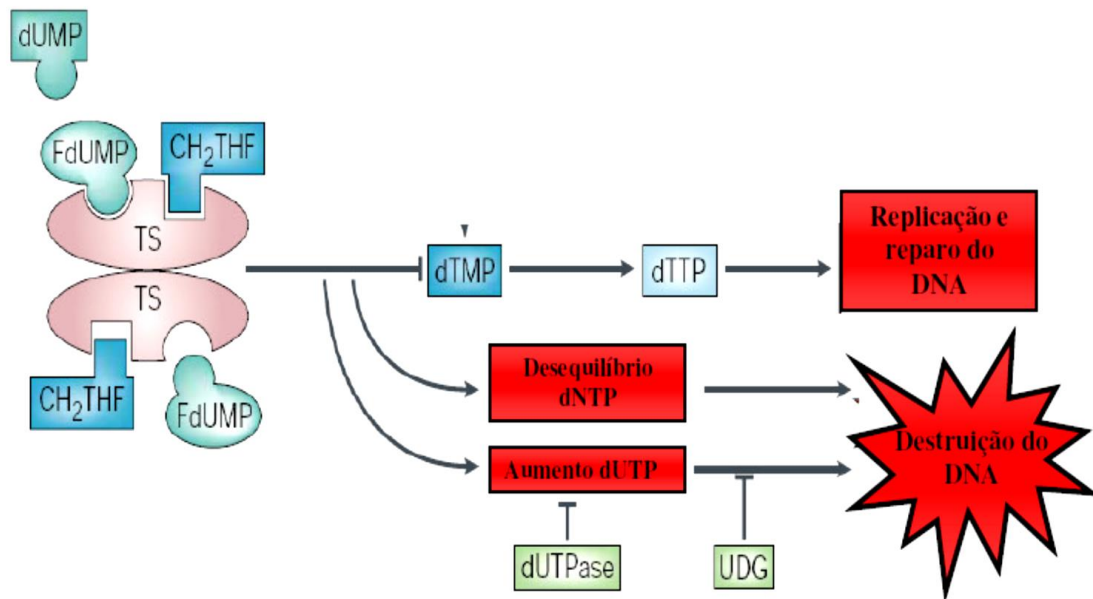 dUMP
FdUMP
CH₂THF
TS
TS
CH₂THF
FdUMP
dTMP
dTTP
Replicação e
reparo do
DNA
Desequilíbrio
dNTP
Aumento dUTP
Destruição do
DNA
dUTPase
UDG